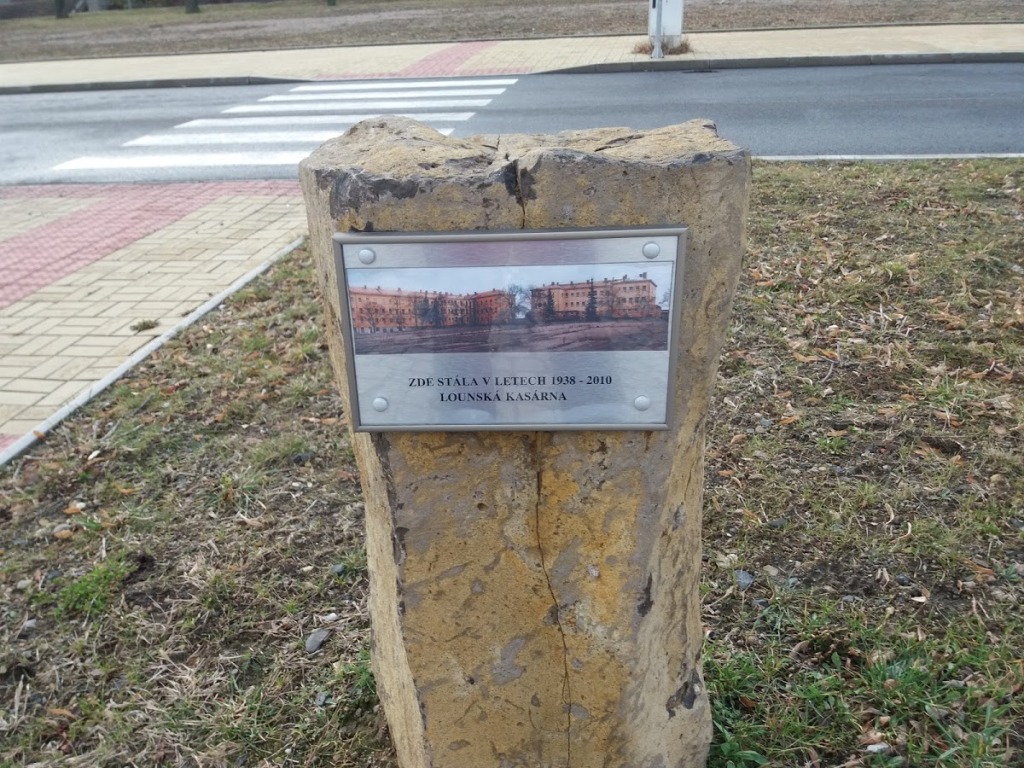 ZDE STÁLA V LETECH 1938 - 2010
LOUNSKÁ KASÁRNA